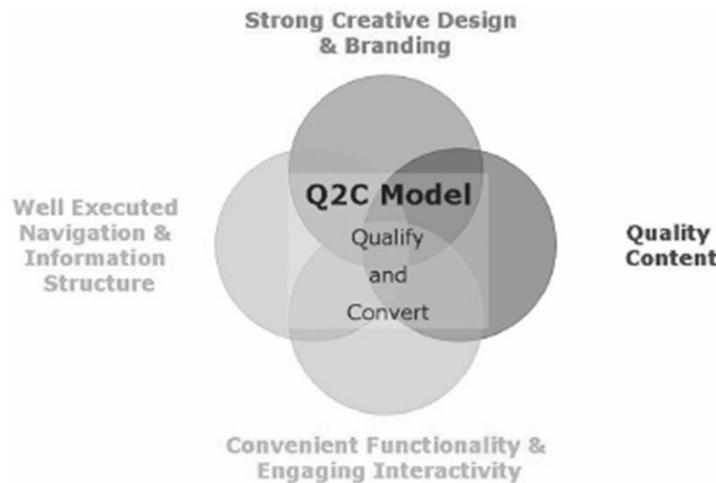 Strong Creative Design
& Branding
Well Executed
Navigation &
Information
Structure
Q2C Model
Qualify
and
Convert
Quality
Content
Convenient Functionality &
Engaging Interactivity